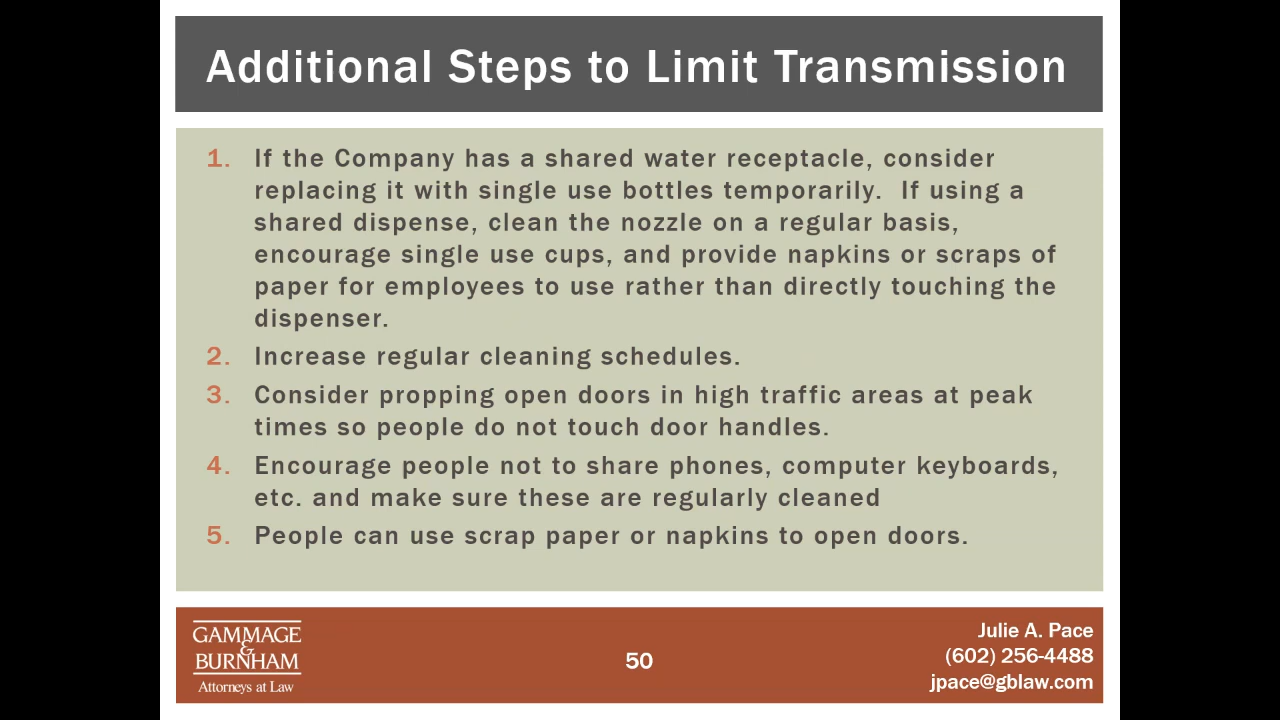 Additional Steps to Limit Transmission
1. If the Company has a shared water receptacle, consider
replacing it with single use bottles temporarily.  If using a
shared dispense, clean the nozzle on a regular basis,
encourage single use cups, and provide napkins or scraps of
paper for employees to use rather than directly touching the
dispenser.
2. Increase regular cleaning schedules.
3. Consider propping open doors in high traffic areas at peak
times so people do not touch door handles.
4. Encourage people not to share phones, computer keyboards,
etc. and make sure these are regularly cleaned
5. People can use scrap paper or napkins to open doors.
GAMMAGE
&
BURNHAM
Attorneys at Law
50
Julie A. Pace
(602) 256-4488
jpace@gblaw.com